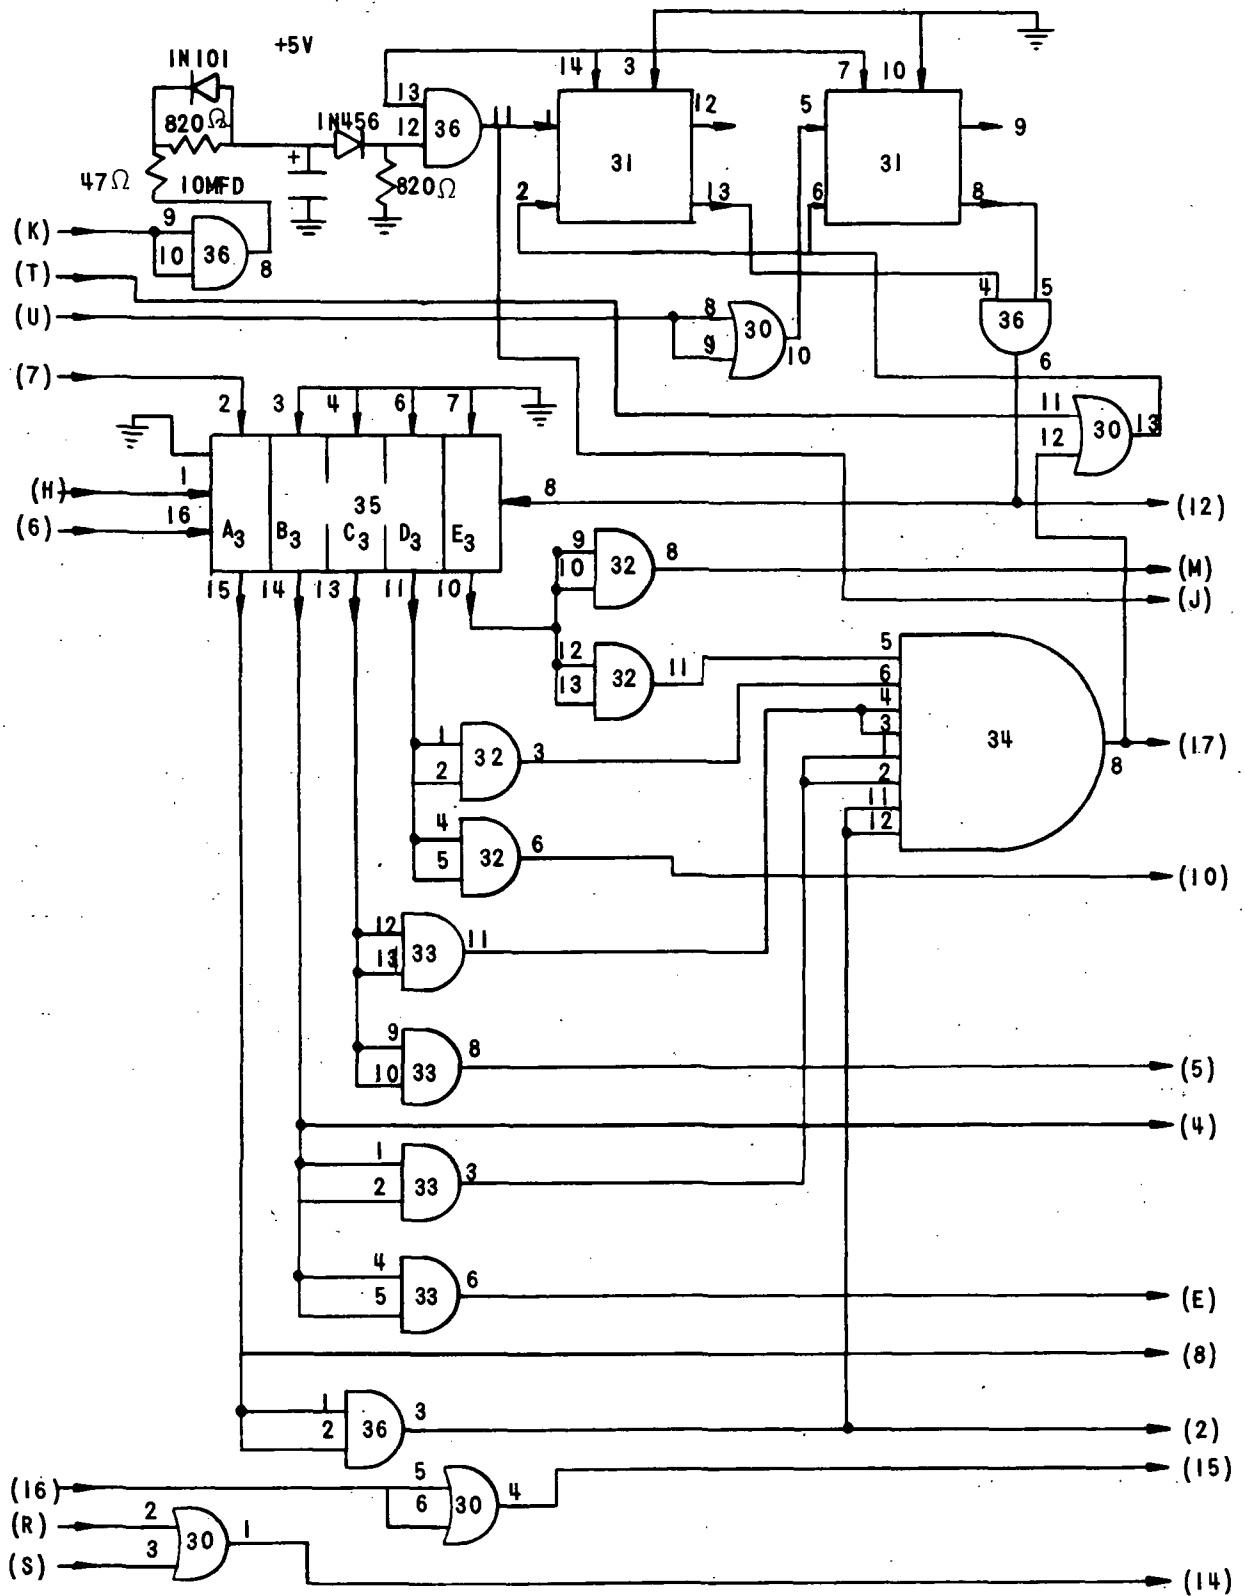 +5V
1N101
14 3 7 10
820Ω
13
1N456
12 36 11 1 12 5 9
31 31
47Ω 10MFD
820Ω
2 13 6 8
(K) 9
10 36 8
(T)
4 5
(U) 8 30 36
9 10 6
(7)
2 3 4 6 7
11
12 30 13
1
(H)
8
(6) 16 35 (12)
A3 B3 C3 D3 E3
9 8
10 32 (M)
15 14 13 11 10
(J)
5
12 11
13 32 6
4
1 3
32 3 34 1 (17)
2 2 8
11
4 12
32 6
5 (10)
12 11
13 33
9 8
10 33 (5)
(4)
1
33 3
2
4 6
5 33 (E)
(8)
1 3
2 36 (2)
5 (15)
(16) 6 30 4
(R) 2
30 1
(S) 3
(14)